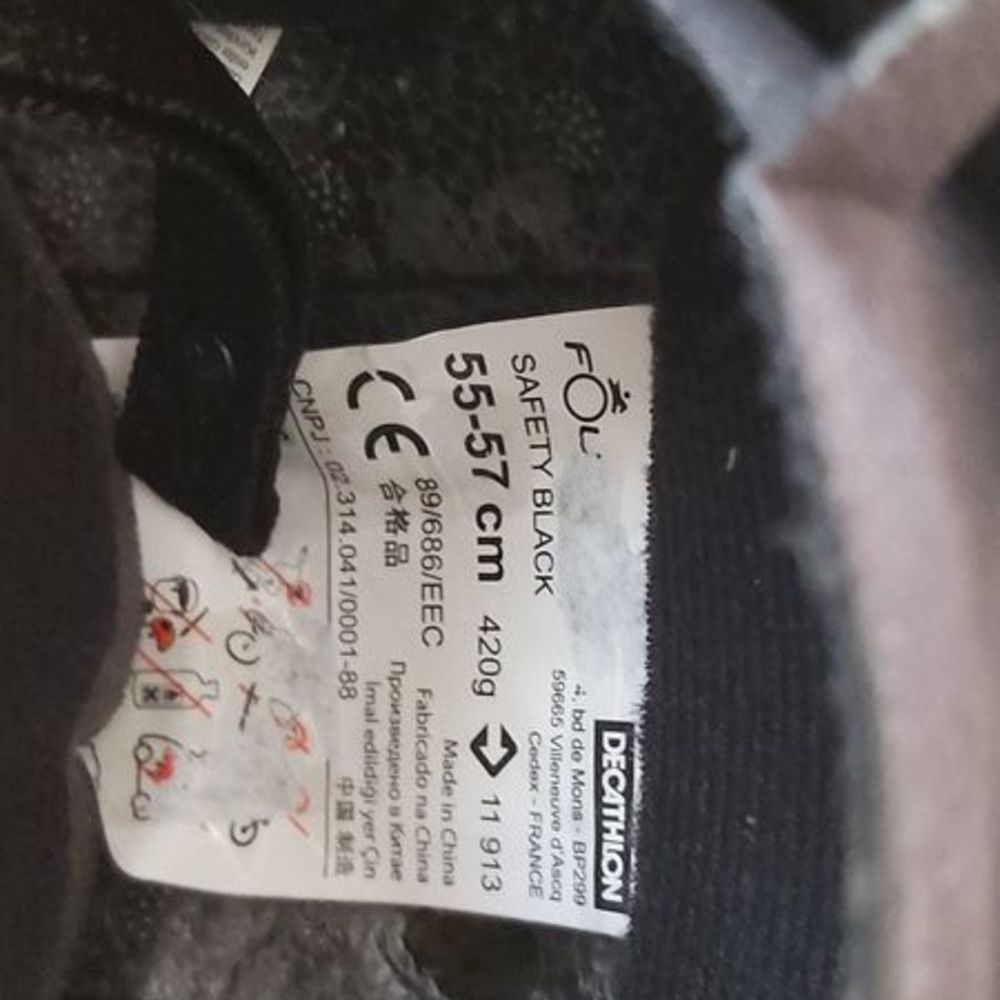 DECATHLON
4, bd de Mons - BP299
59665 Villeneuve d'Ascq
Cedex - FRANCE
SAFETY BLACK
55-57 cm 420g 11 913
CE 89/686/EEC
合格品
Made in China
Fabricado na China
Произведено в Китае
İmal edildiği yer Çin
中国 制造
CNPJ : 02.314.041/0001-88